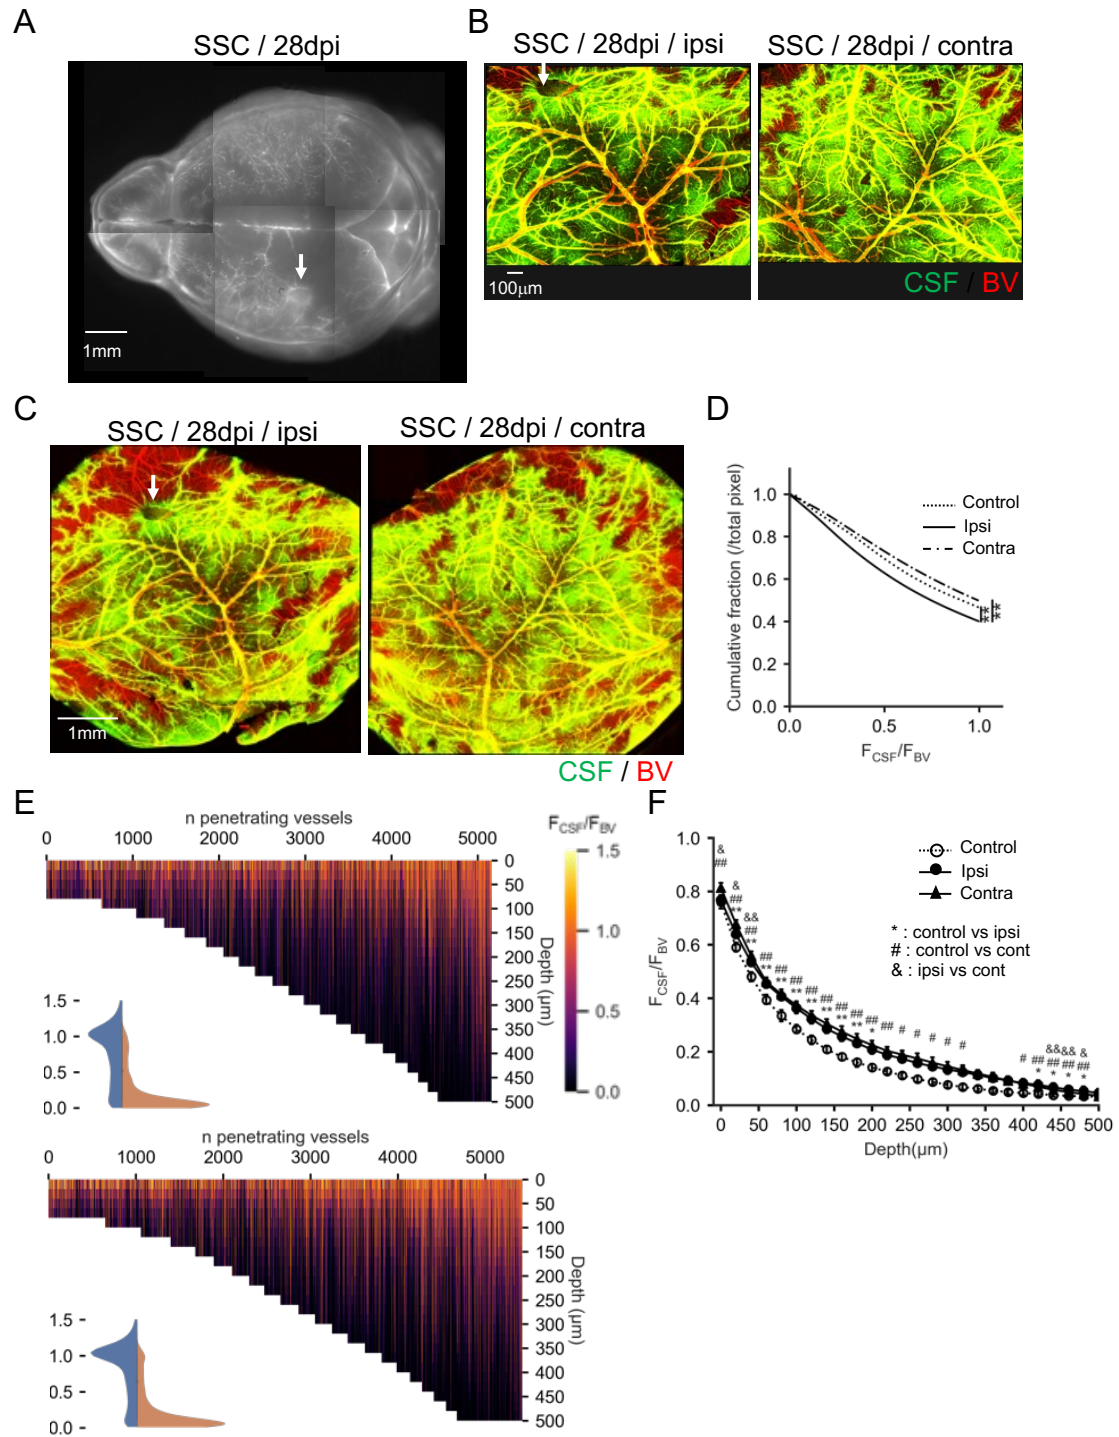 A
SSC / 28dpi
1mm
B
SSC / 28dpi / ipsi
SSC / 28dpi / contra
100µm
CSF / BV
C
SSC / 28dpi / ipsi
SSC / 28dpi / contra
1mm
CSF / BV
D
Cumulative fraction (/total pixel)
1.0
0.8
0.6
0.4
0.2
0.0
0.0 0.5 1.0
FCSF/FBV
Control
Ipsi
Contra
**
**
E
n penetrating vessels
0 1000 2000 3000 4000 5000
0
50
100
150
200
250
300
350
400
450
500
Depth (µm)
FCSF/FBV
1.5
1.0
0.5
0.0
1.5
1.0
0.5
0.0
n penetrating vessels
0 1000 2000 3000 4000 5000
0
50
100
150
200
250
300
350
400
450
500
Depth (µm)
1.5
1.0
0.5
0.0
F
FCSF/FBV
1.0
0.8
0.6
0.4
0.2
0.0
0 50 100 150 200 250 300 350 400 450 500
Depth(µm)
Control
Ipsi
Contra
* : control vs ipsi
# : control vs cont
& : ipsi vs cont
&
##
&
##
**
&&
##
**
##
**
##
**
##
**
##
**
##
**
##
**
##
**
##
*
##
#
#
#
#
#
#
#
*
&&
##
*
&&
##
*
&
##
*